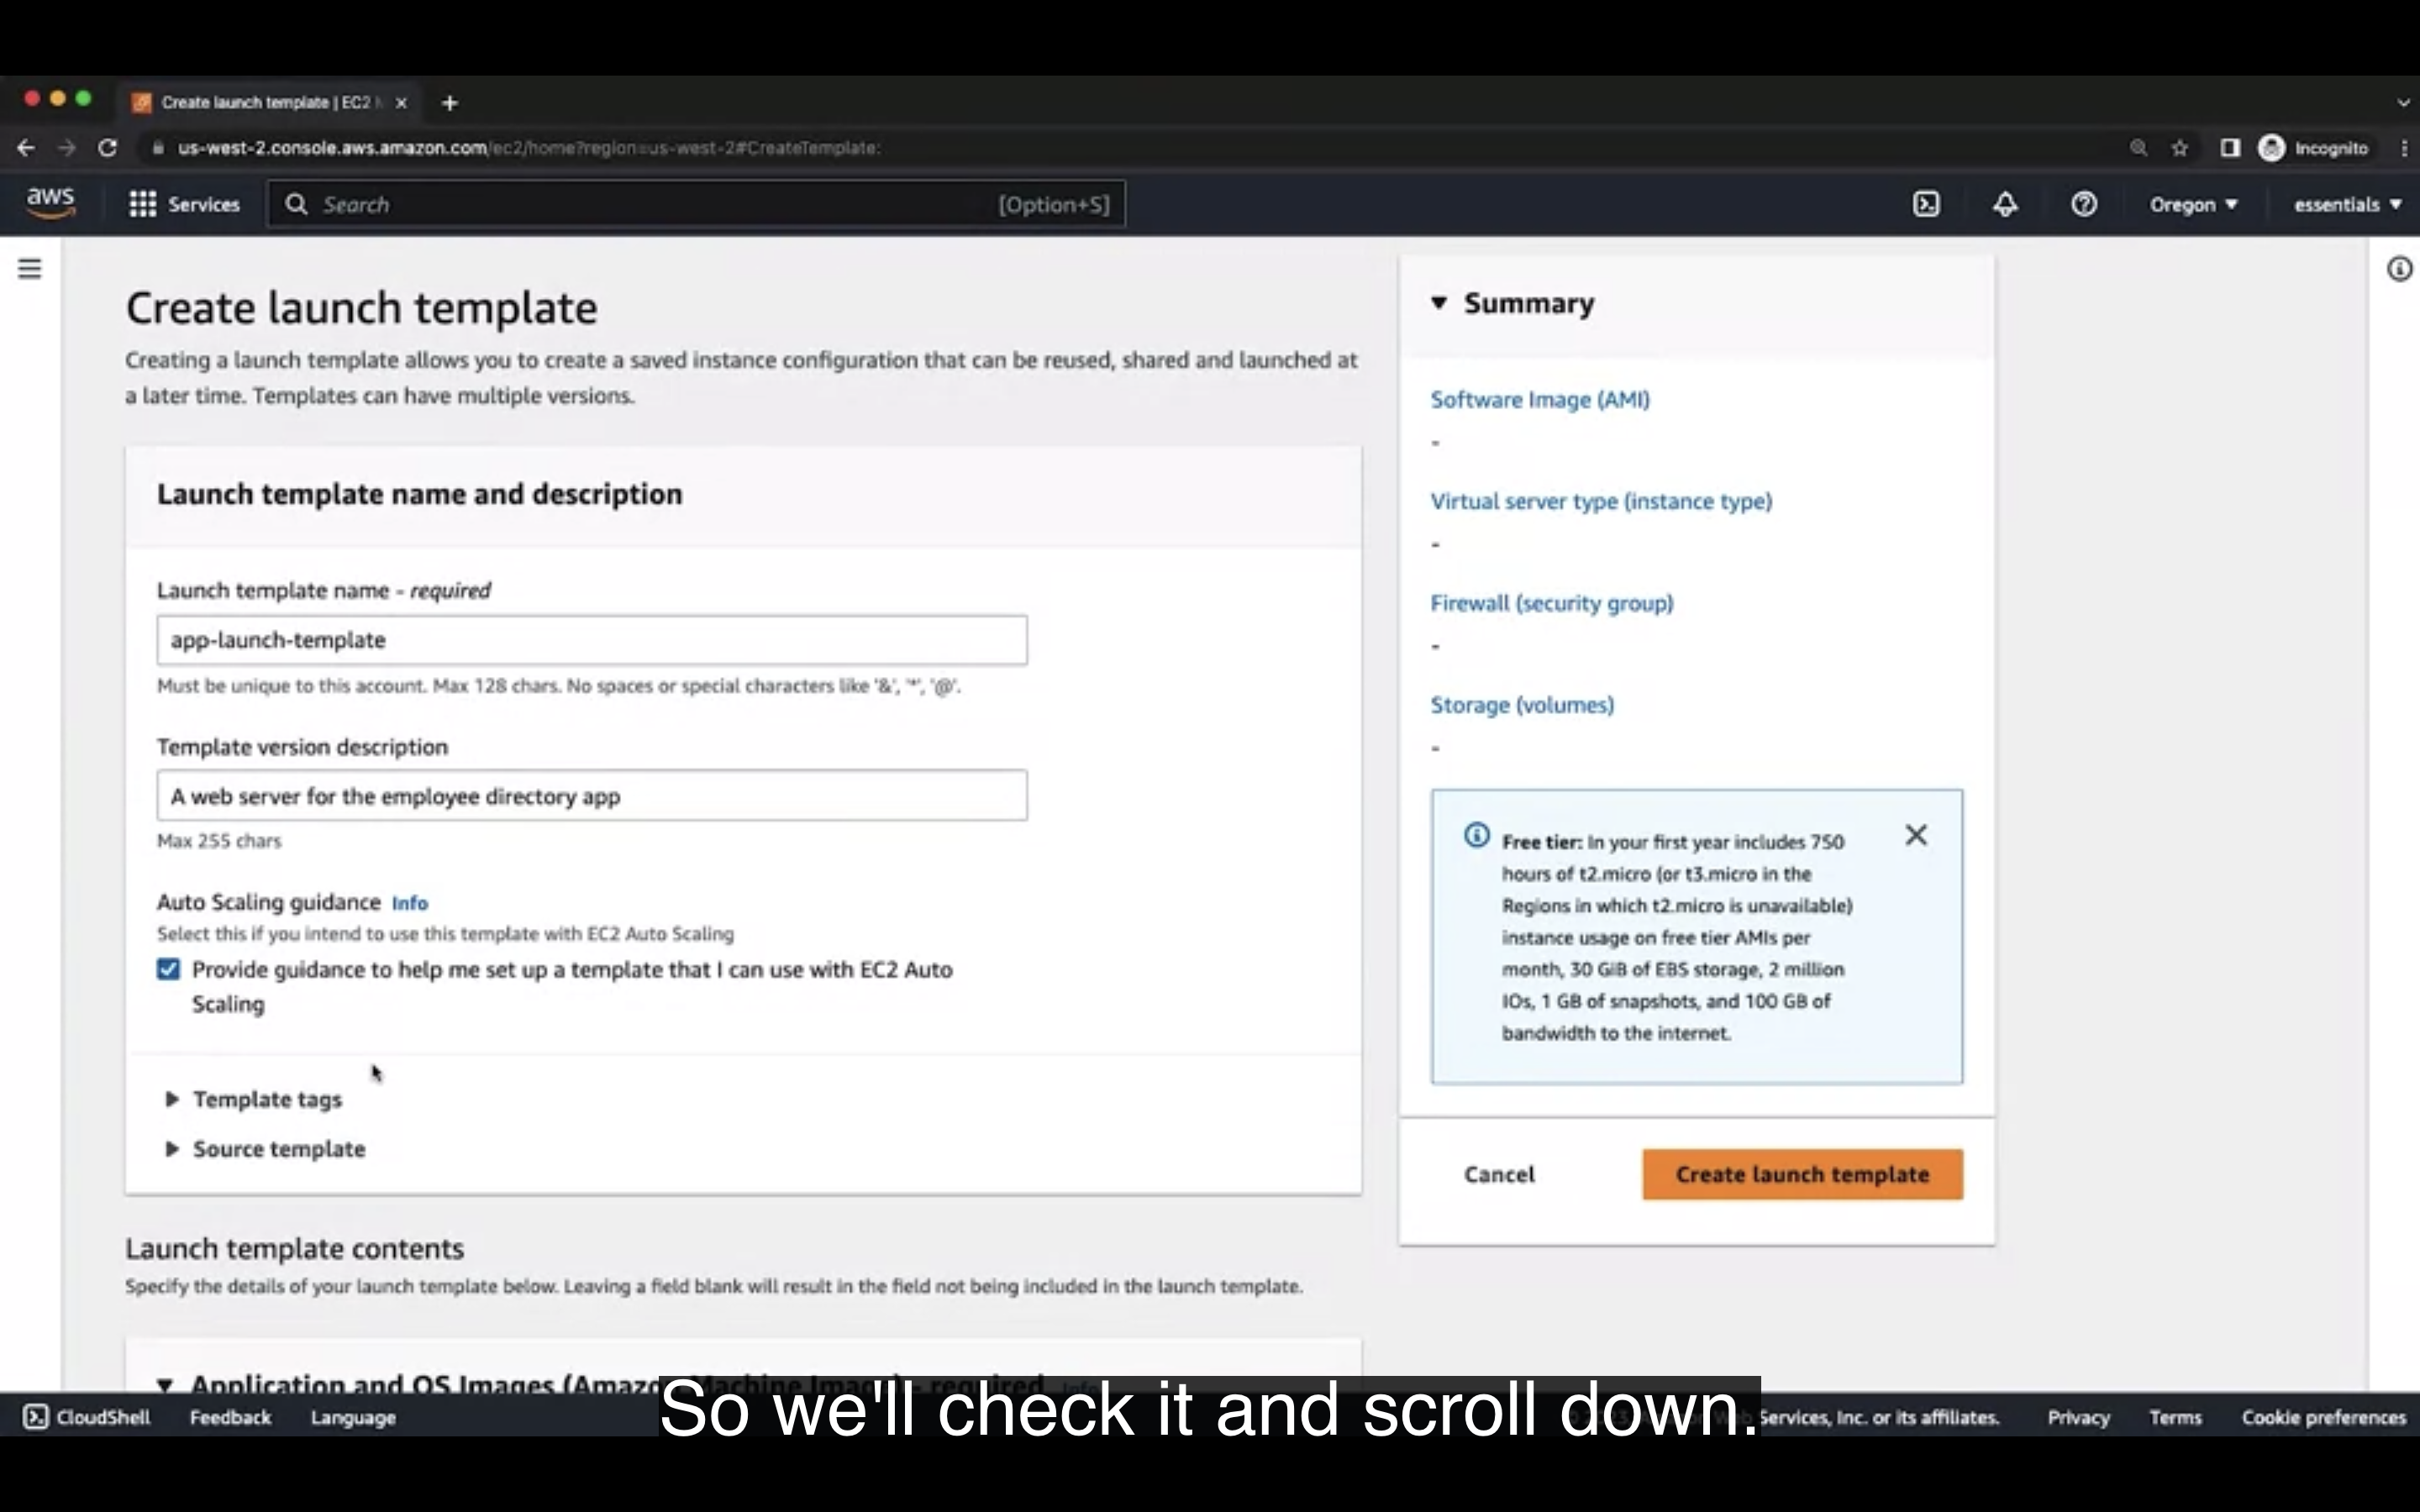 Create launch template | EC2
us-west-2.console.aws.amazon.com/ec2/home?region=us-west-2#CreateTemplate:
Incognito
aws
Services
Search
[Option+S]
Oregon
essentials
Create launch template
Creating a launch template allows you to create a saved instance configuration that can be reused, shared and launched at
a later time. Templates can have multiple versions.
Launch template name and description
Launch template name - required
app-launch-template
Must be unique to this account. Max 128 chars. No spaces or special characters like '&', '*', '@'.
Template version description
A web server for the employee directory app
Max 255 chars
Auto Scaling guidance Info
Select this if you intend to use this template with EC2 Auto Scaling
Provide guidance to help me set up a template that I can use with EC2 Auto
Scaling
Template tags
Source template
Launch template contents
Specify the details of your launch template below. Leaving a field blank will result in the field not being included in the launch template.
Application and OS Images (Amazon Machine Image) - required
Summary
Software Image (AMI)
-
Virtual server type (instance type)
-
Firewall (security group)
-
Storage (volumes)
-
Free tier: In your first year includes 750
hours of t2.micro (or t3.micro in the
Regions in which t2.micro is unavailable)
instance usage on free tier AMIs per
month, 30 GiB of EBS storage, 2 million
IOs, 1 GB of snapshots, and 100 GB of
bandwidth to the internet.
Cancel
Create launch template
So we'll check it and scroll down.
CloudShell
Feedback
Language
Services, Inc. or its affiliates.
Privacy
Terms
Cookie preferences